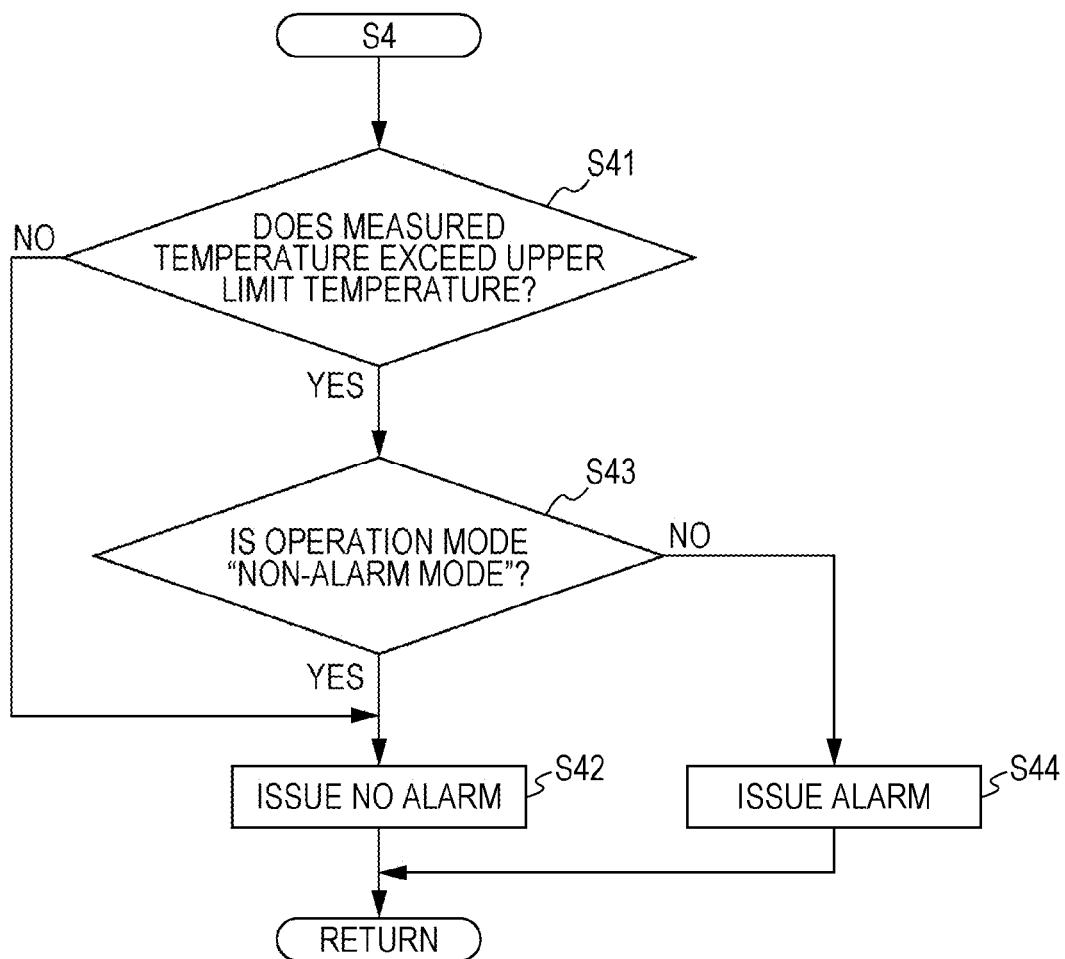 S4
S41
DOES MEASURED
TEMPERATURE EXCEED UPPER
LIMIT TEMPERATURE?
NO
YES
S43
IS OPERATION MODE
“NON-ALARM MODE”?
NO
YES
S42
ISSUE NO ALARM
S44
ISSUE ALARM
RETURN